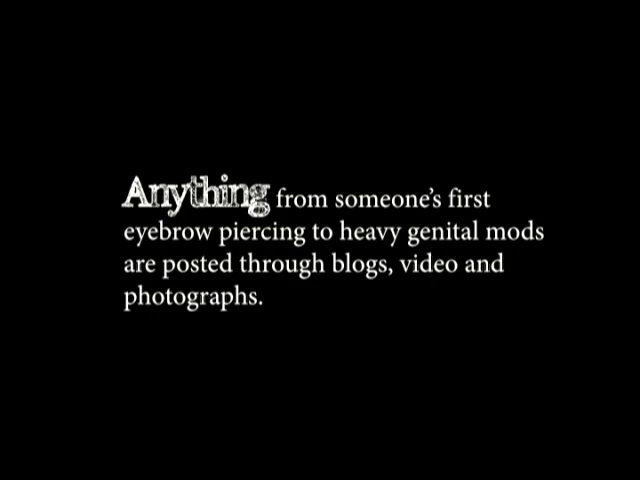 Anything from someone’s first
eyebrow piercing to heavy genital mods
are posted through blogs, video and
photographs.